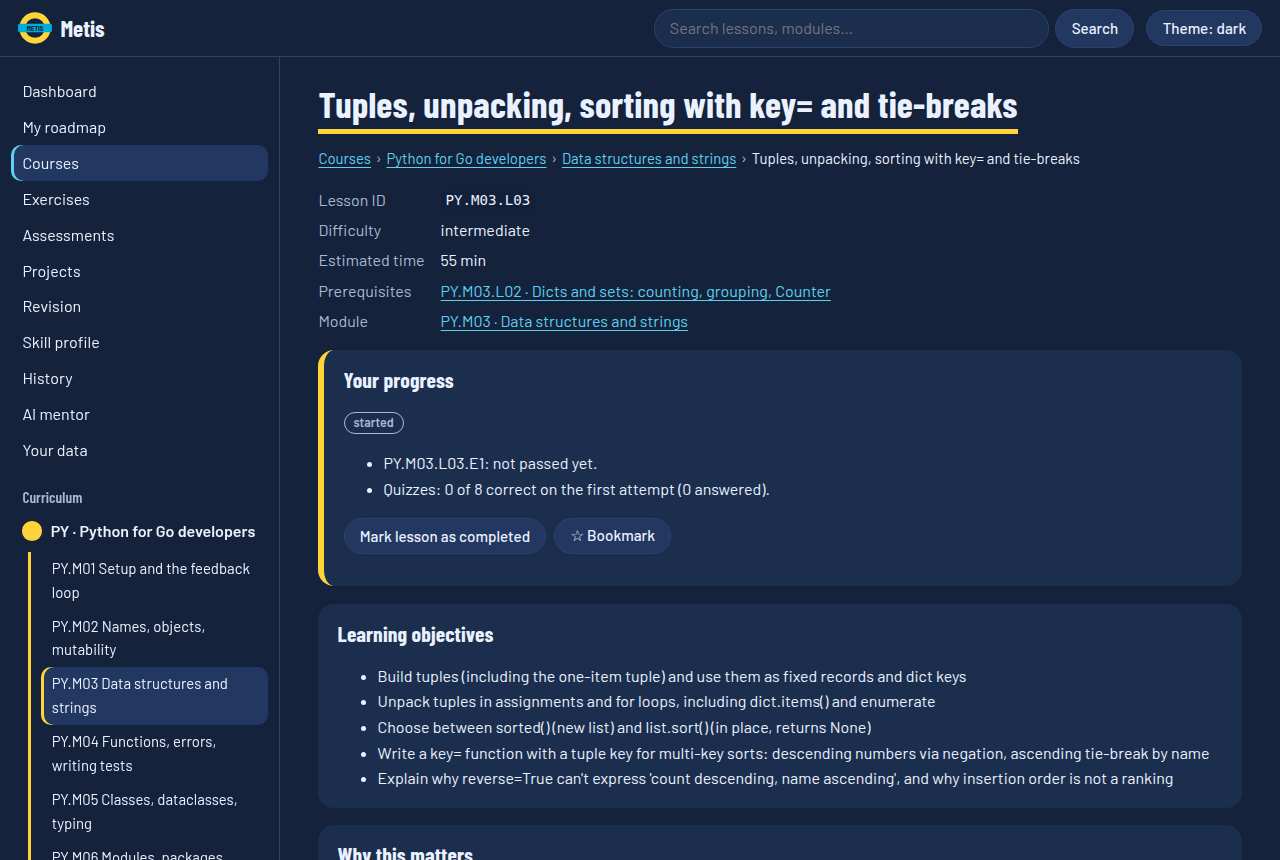 METIS
Metis
Search lessons, modules...
Search
Theme: dark
Dashboard
My roadmap
Courses
Exercises
Assessments
Projects
Revision
Skill profile
History
AI mentor
Your data
Curriculum
PY · Python for Go developers
PY.M01 Setup and the feedback
loop
PY.M02 Names, objects,
mutability
PY.M03 Data structures and
strings
PY.M04 Functions, errors,
writing tests
PY.M05 Classes, dataclasses,
typing
PY.M06 Modules, packages,
Tuples, unpacking, sorting with key= and tie-breaks
Courses › Python for Go developers › Data structures and strings › Tuples, unpacking, sorting with key= and tie-breaks
Lesson ID PY.M03.L03
Difficulty intermediate
Estimated time 55 min
Prerequisites PY.M03.L02 · Dicts and sets: counting, grouping, Counter
Module PY.M03 · Data structures and strings
Your progress
started
• PY.M03.L03.E1: not passed yet.
• Quizzes: 0 of 8 correct on the first attempt (0 answered).
Mark lesson as completed
☆ Bookmark
Learning objectives
• Build tuples (including the one-item tuple) and use them as fixed records and dict keys
• Unpack tuples in assignments and for loops, including dict.items() and enumerate
• Choose between sorted() (new list) and list.sort() (in place, returns None)
• Write a key= function with a tuple key for multi-key sorts: descending numbers via negation, ascending tie-break by name
• Explain why reverse=True can't express 'count descending, name ascending', and why insertion order is not a ranking
Why this matters